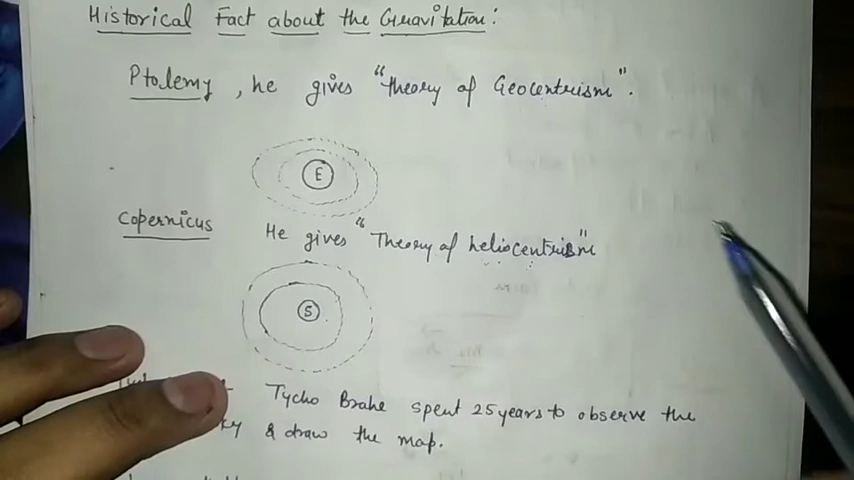 Historical Fact about the Gravitation:
Ptolemy, he gives "theory of Geocentrism".
E
Copernicus He gives "Theory of heliocentrism"
S
Tycho Brahe spent 25 years to observe the
& draw the map.